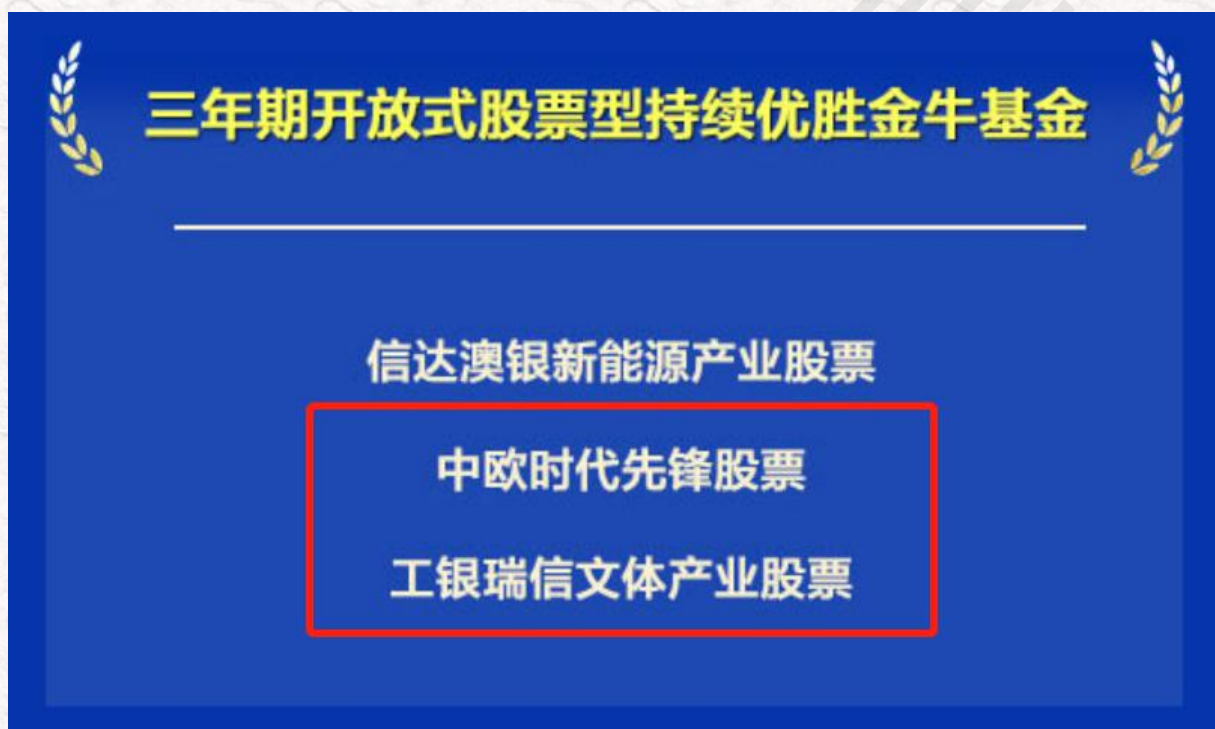 三年期开放式股票型持续优胜金牛基金
信达澳银新能源产业股票
中欧时代先锋股票
工银瑞信文体产业股票